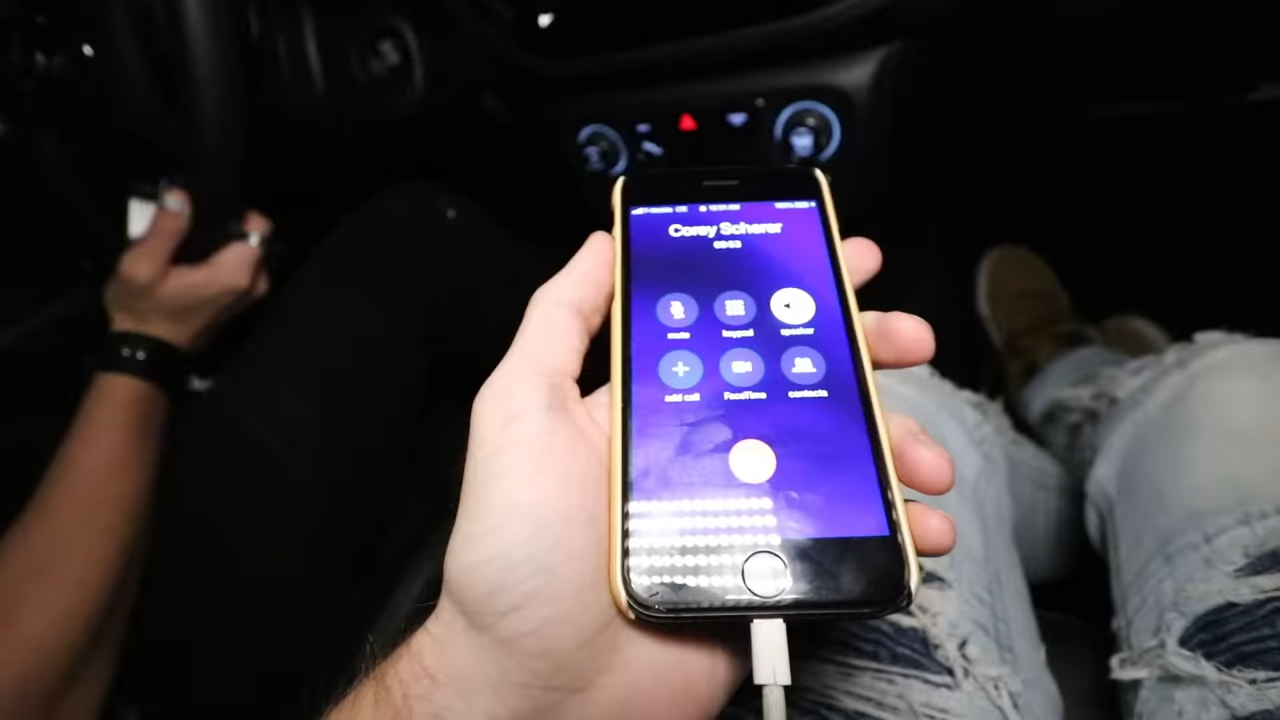 Corey Scherer
mute
keypad
speaker
add call
FaceTime
contacts